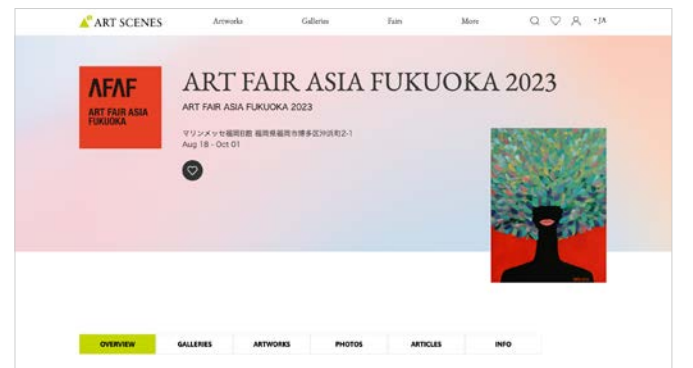 ART SCENES
Artworks
Galleries
Fairs
More
・JA
AFAF
ART FAIR ASIA
FUKUOKA
ART FAIR ASIA FUKUOKA 2023
ART FAIR ASIA FUKUOKA 2023
マリンメッセ福岡B館 福岡県福岡市博多区沖浜町2-1
Aug 18 - Oct 01
OVERVIEW
GALLERIES
ARTWORKS
PHOTOS
ARTICLES
INFO